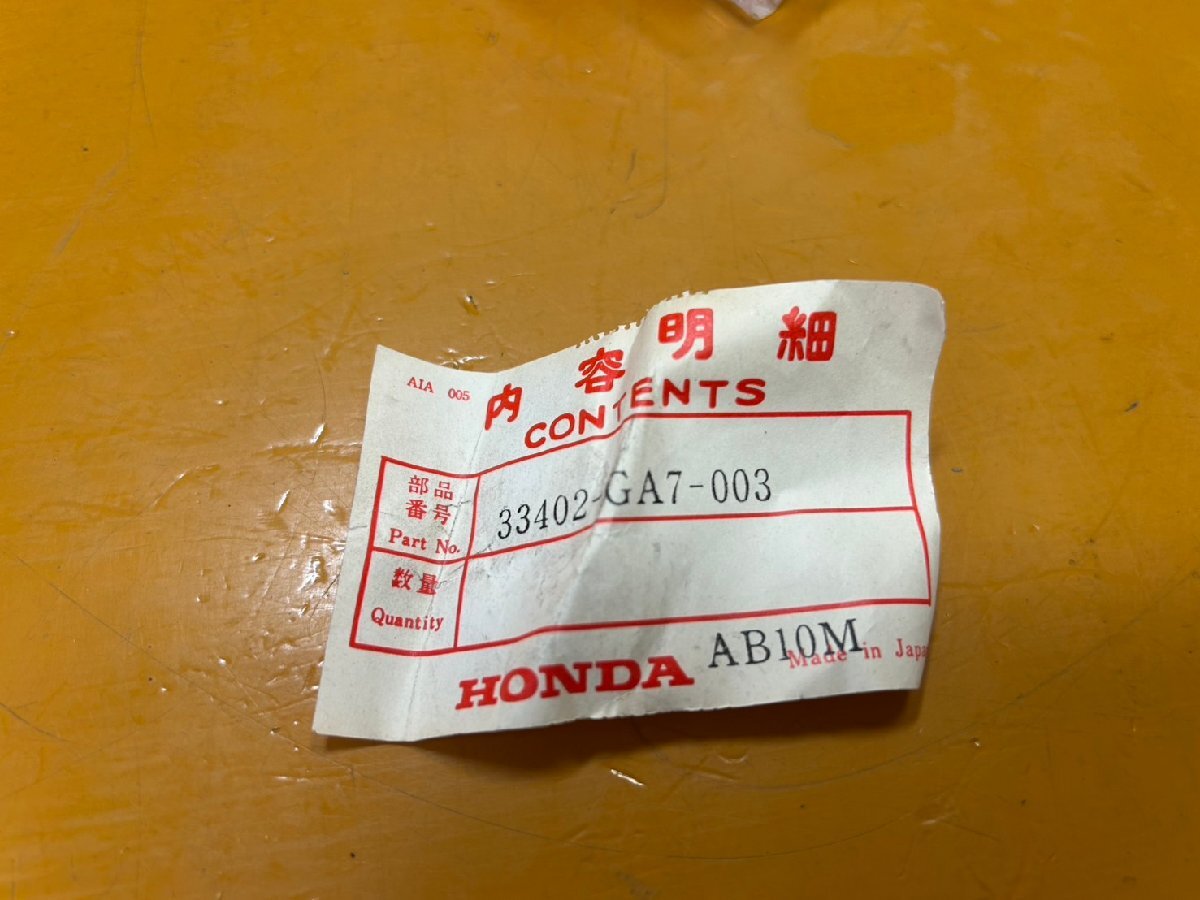 AIA 005
内容明細
CONTENTS
部品
番号
Part No.
33402-GA7-003
数量
Quantity
HONDA
AB10M
Made in Japa